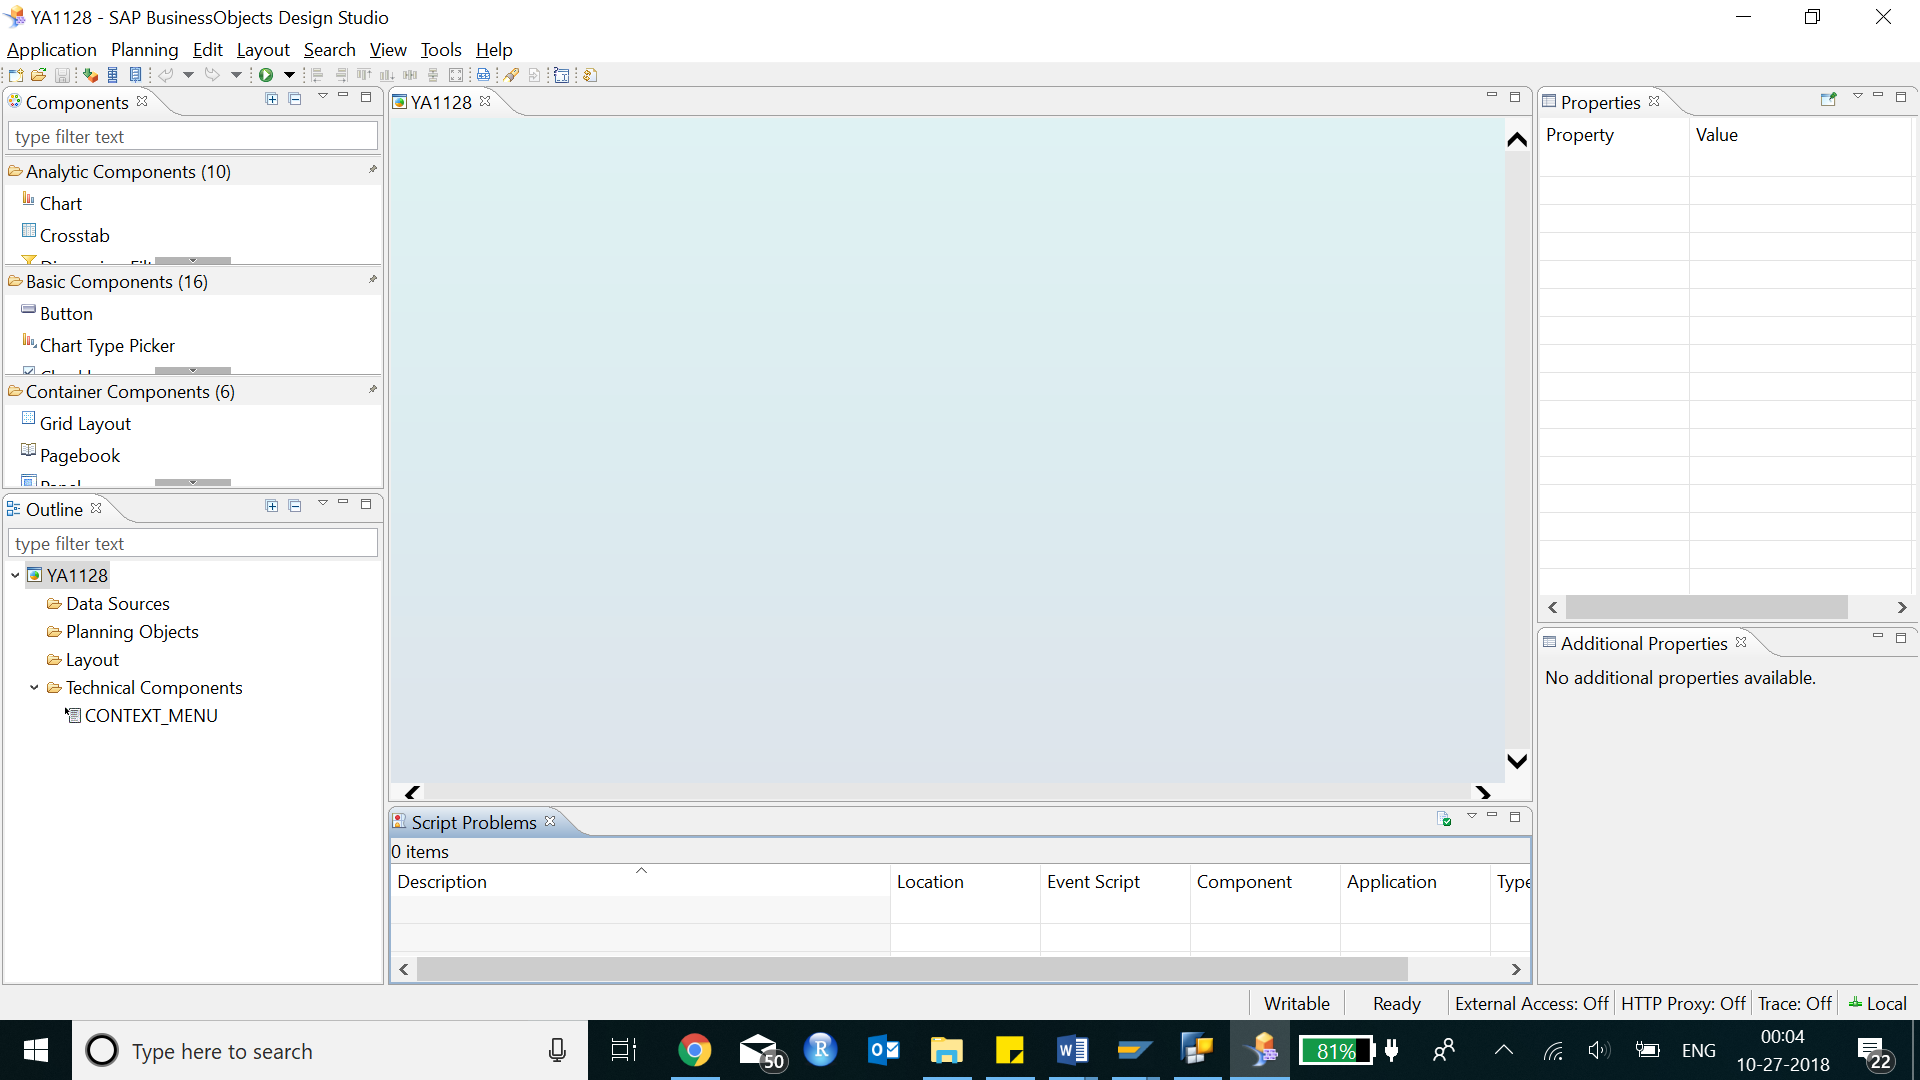 YA1128 - SAP BusinessObjects Design Studio
Application Planning Edit Layout Search View Tools Help
Components
type filter text
Analytic Components (10)
Chart
Crosstab
Basic Components (16)
Button
Chart Type Picker
Container Components (6)
Grid Layout
Pagebook
Panel
Outline
type filter text
YA1128
Data Sources
Planning Objects
Layout
Technical Components
CONTEXT_MENU
YA1128
Script Problems
0 items
Description Location Event Script Component Application Type
Properties
Property Value
Additional Properties
No additional properties available.
Writable Ready External Access: Off HTTP Proxy: Off Trace: Off Local
Type here to search
50
R
81%
ENG
00:04
10-27-2018
22